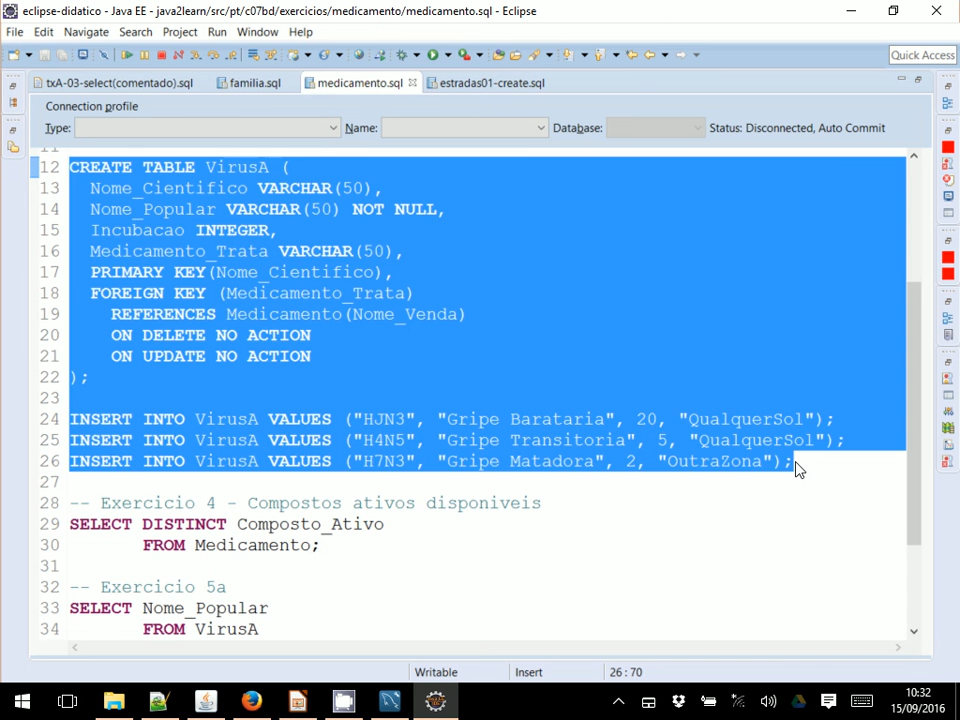 eclipse-didatico - Java EE - java2learn/src/pt/c07bd/exercicios/medicamento/medicamento.sql - Eclipse
File Edit Navigate Search Project Run Window Help
Quick Access
txA-03-select(comentado).sql familia.sql medicamento.sql estradas01-create.sql
Connection profile
Type: Name: Database: Status: Disconnected, Auto Commit
12 CREATE TABLE VirusA (
13 Nome_Cientifico VARCHAR(50),
14 Nome_Popular VARCHAR(50) NOT NULL,
15 Incubacao INTEGER,
16 Medicamento_Trata VARCHAR(50),
17 PRIMARY KEY(Nome_Cientifico),
18 FOREIGN KEY (Medicamento_Trata)
19 REFERENCES Medicamento(Nome_Venda)
20 ON DELETE NO ACTION
21 ON UPDATE NO ACTION
22 );
23
24 INSERT INTO VirusA VALUES ("HJN3", "Gripe Barataria", 20, "QualquerSol");
25 INSERT INTO VirusA VALUES ("H4N5", "Gripe Transitoria", 5, "QualquerSol");
26 INSERT INTO VirusA VALUES ("H7N3", "Gripe Matadora", 2, "OutraZona");
27
28 -- Exercicio 4 - Compostos ativos disponiveis
29 SELECT DISTINCT Composto_Ativo
30 FROM Medicamento;
31
32 -- Exercicio 5a
33 SELECT Nome_Popular
34 FROM VirusA
Writable Insert 26 : 70
10:32
15/09/2016